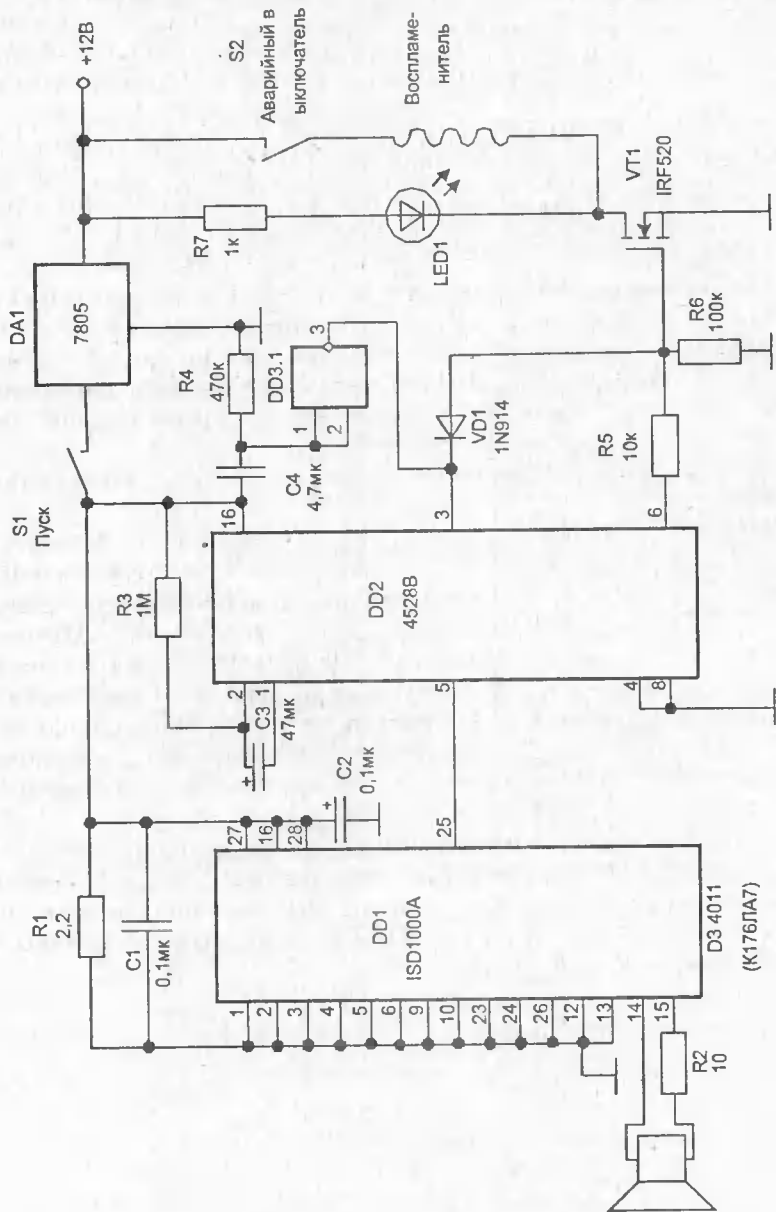 +12В
S2
Аварийный в
ыключатель
Воспламе-
нитель
DA1
7805
R7
1к
LED1
VT1
IRF520
S1
Пуск
R4
470к
DD3.1
1
2
3
C4
4,7мк
VD1
1N914
R6
100к
R5
10к
R3
1М
16
3
6
DD2
4528В
2
1
5
4
8
C3
47мк
+
C2
0,1мк
+
R1
2,2
C1
0,1мк
27
16
28
25
DD1
ISD1000A
D3 4011
(К176ЛА7)
1
2
3
4
5
6
9
10
23
24
26
12
13
14
15
R2
10